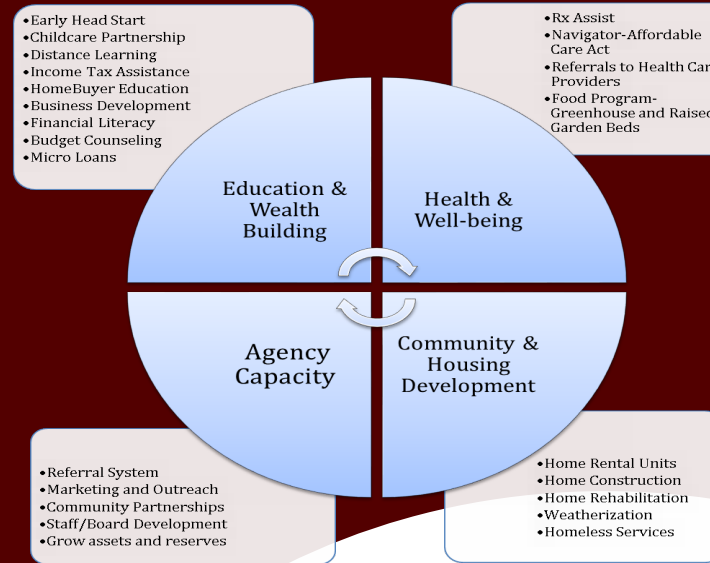 •Early Head Start
•Childcare Partnership
•Distance Learning
•Income Tax Assistance
•HomeBuyer Education
•Business Development
•Financial Literacy
•Budget Counseling
•Micro Loans
•Rx Assist
•Navigator-Affordable
Care Act
•Referrals to Health Car
Providers
•Food Program-
Greenhouse and Raised
Garden Beds
Education &
Wealth
Building
Health &
Well-being
Agency
Capacity
Community &
Housing
Development
•Referral System
•Marketing and Outreach
•Community Partnerships
•Staff/Board Development
•Grow assets and reserves
•Home Rental Units
•Home Construction
•Home Rehabilitation
•Weatherization
•Homeless Services